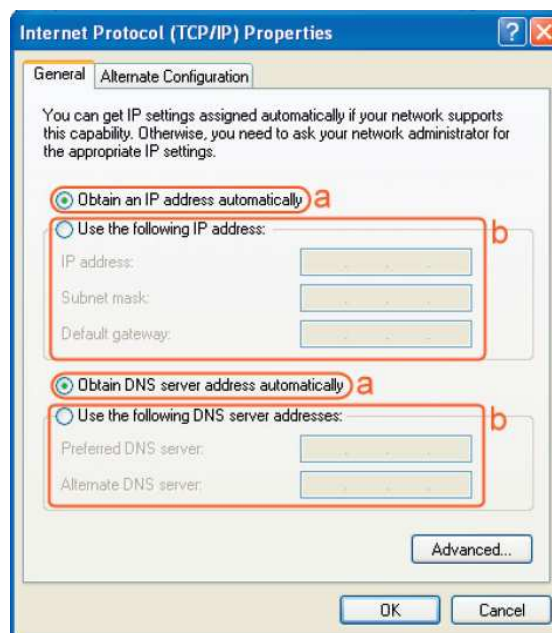 Internet Protocol (TCP/IP) Properties
General
Alternate Configuration
You can get IP settings assigned automatically if your network supports
this capability. Otherwise, you need to ask your network administrator for
the appropriate IP settings.
Obtain an IP address automatically a
Use the following IP address: b
IP address:
Subnet mask:
Default gateway:
Obtain DNS server address automatically a
Use the following DNS server addresses: b
Preferred DNS server:
Alternate DNS server:
Advanced...
OK
Cancel